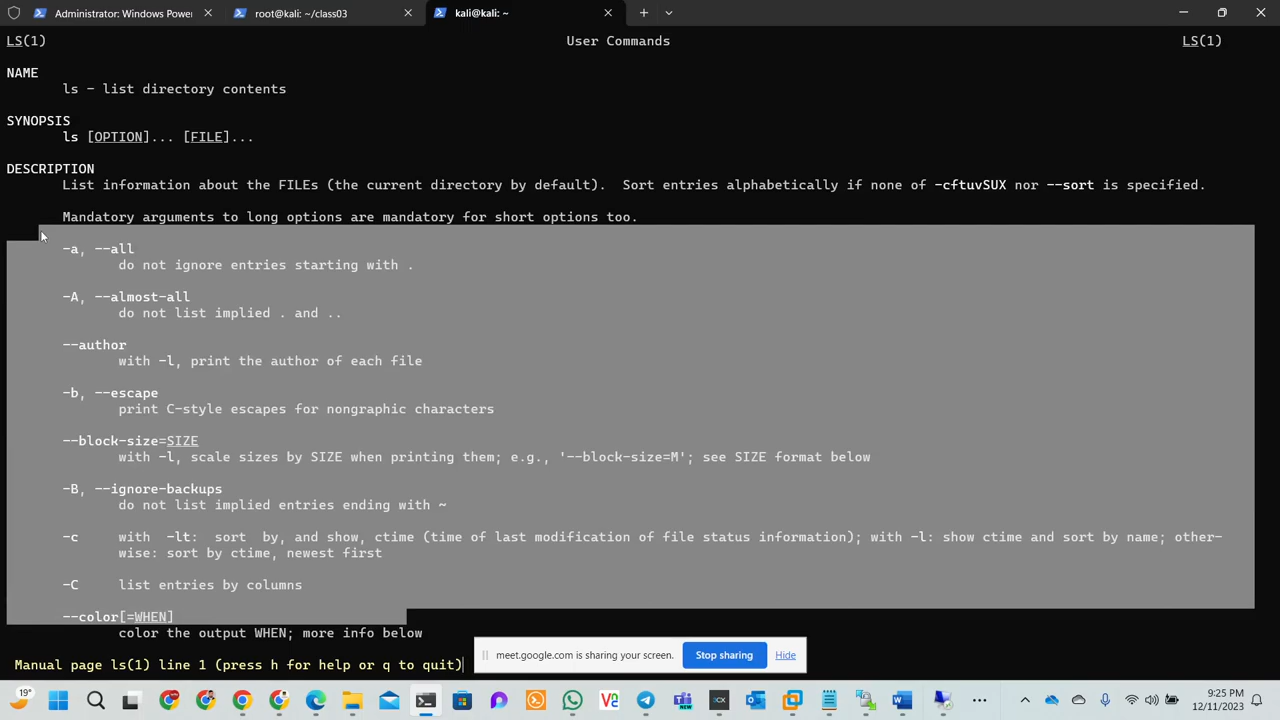 Administrator: Windows Power
root@kali: ~/class03
kali@kali: ~
LS(1)
User Commands
LS(1)
NAME
ls - list directory contents
SYNOPSIS
ls [OPTION]... [FILE]...
DESCRIPTION
List information about the FILEs (the current directory by default). Sort entries alphabetically if none of -cftuvSUX nor --sort is specified.
Mandatory arguments to long options are mandatory for short options too.
-a, --all
do not ignore entries starting with .
-A, --almost-all
do not list implied . and ..
--author
with -l, print the author of each file
-b, --escape
print C-style escapes for nongraphic characters
--block-size=SIZE
with -l, scale sizes by SIZE when printing them; e.g., '--block-size=M'; see SIZE format below
-B, --ignore-backups
do not list implied entries ending with ~
-c with -lt: sort by, and show, ctime (time of last modification of file status information); with -l: show ctime and sort by name; other-
wise: sort by ctime, newest first
-C list entries by columns
--color[=WHEN]
color the output WHEN; more info below
Manual page ls(1) line 1 (press h for help or q to quit)
meet.google.com is sharing your screen.
Stop sharing
Hide
19°
9:25 PM
12/11/2023